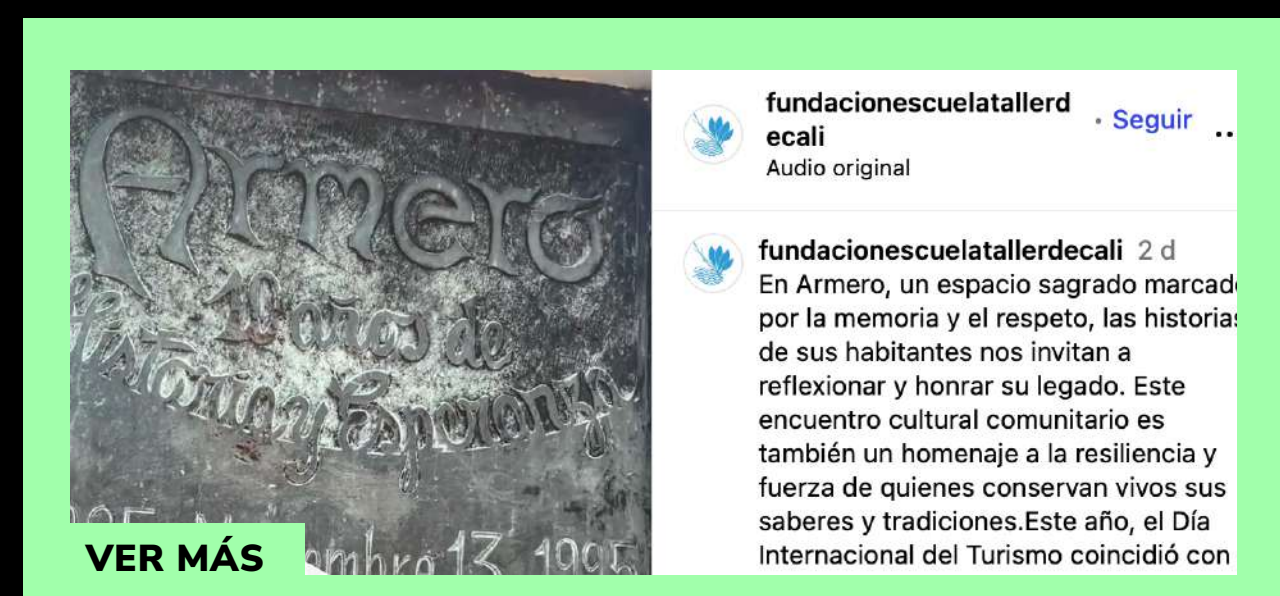 Armero
10 años de
Historia y Esperanza
13 1995
VER MÁS
fundacionescuelatallerd
ecali
• Seguir ..
Audio original
fundacionescuelatallerdecali 2 d
En Armero, un espacio sagrado marcado
por la memoria y el respeto, las historias
de sus habitantes nos invitan a
reflexionar y honrar su legado. Este
encuentro cultural comunitario es
también un homenaje a la resiliencia y
fuerza de quienes conservan vivos sus
saberes y tradiciones.Este año, el Día
Internacional del Turismo coincidió con